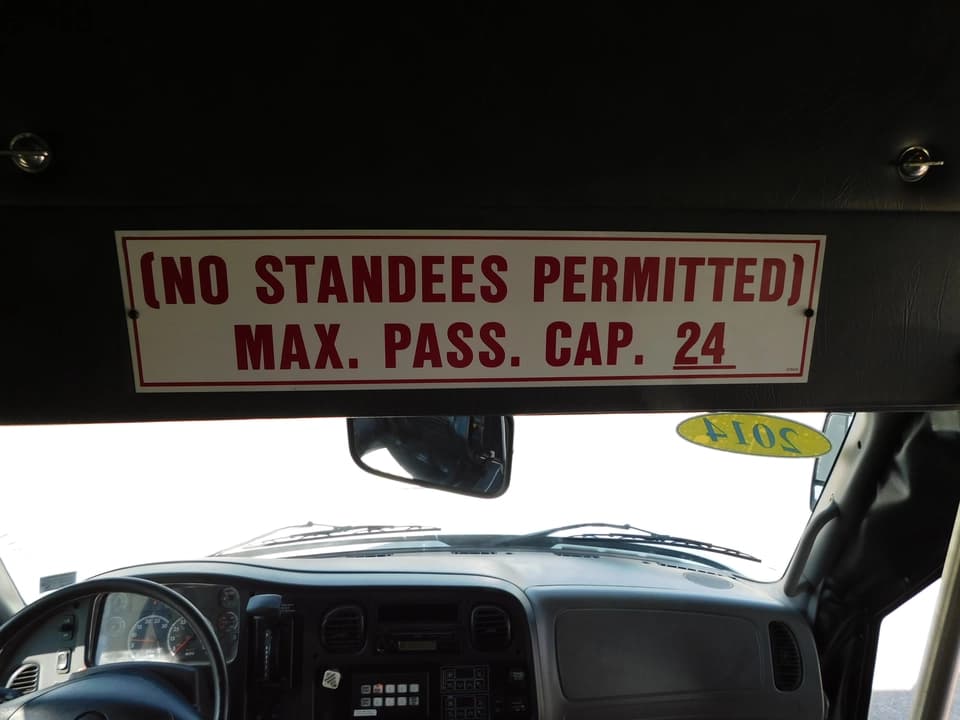 (NO STANDEES PERMITTED)
MAX. PASS. CAP. 24
2014